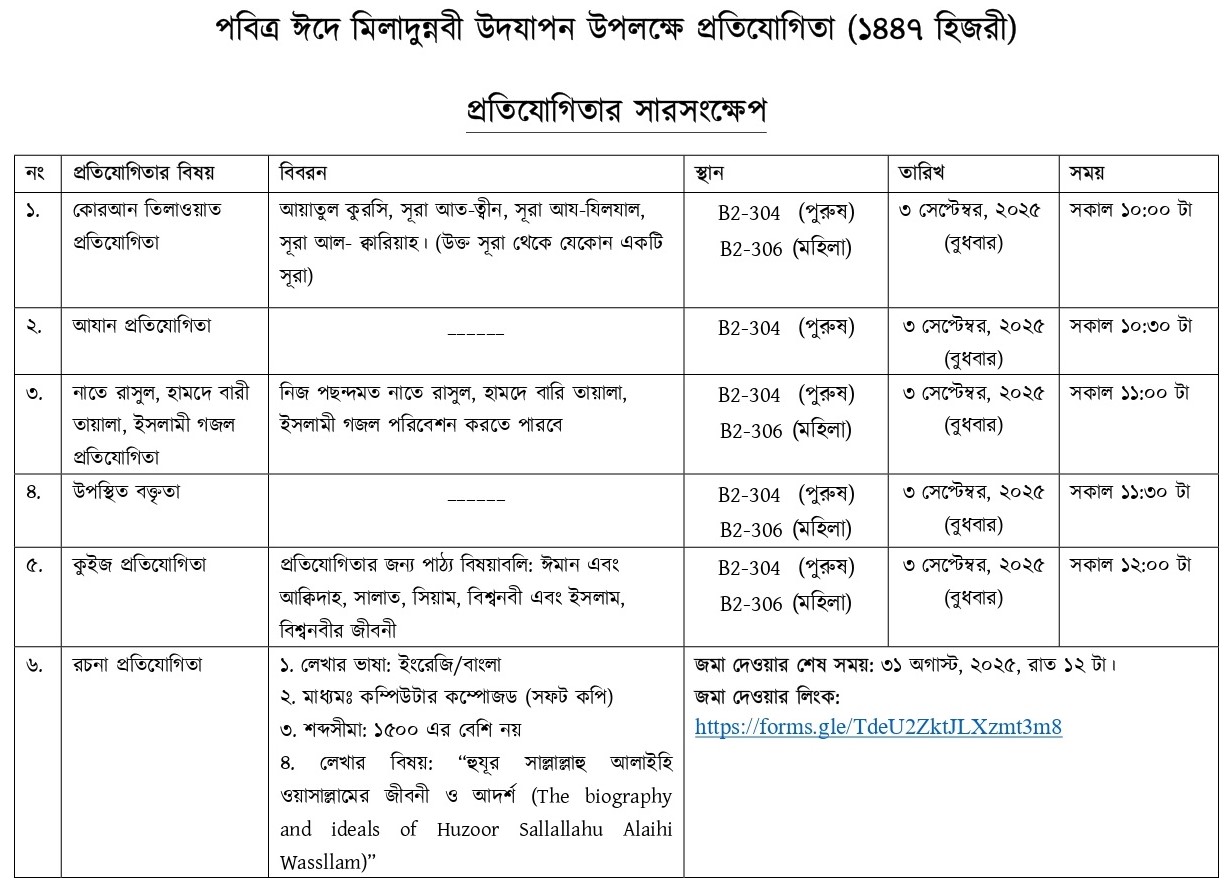 পবিত্র ঈদে মিলাদুন্নবী উদযাপন উপলক্ষে প্রতিযোগিতা (১৪৪৭ হিজরী)
প্রতিযোগিতার সারসংক্ষেপ
নং প্রতিযোগিতার বিষয় বিবরন স্থান তারিখ সময়
১. কোরআন তিলাওয়াত আয়াতুল কুরসি, সূরা আত-ত্বীন, সূরা আয-যিলযাল, B2-304 (পুরুষ) ৩ সেপ্টেম্বর, ২০২৫ সকাল ১০:০০ টা
প্রতিযোগিতা সূরা আল- ক্বারিয়াহ। (উক্ত সূরা থেকে যেকোন একটি B2-306 (মহিলা) (বুধবার)
সূরা)
২. আযান প্রতিযোগিতা ______ B2-304 (পুরুষ) ৩ সেপ্টেম্বর, ২০২৫ সকাল ১০:৩০ টা
(বুধবার)
৩. নাতে রাসুল, হামদে বারী নিজ পছন্দমত নাতে রাসুল, হামদে বারি তায়ালা, B2-304 (পুরুষ) ৩ সেপ্টেম্বর, ২০২৫ সকাল ১১:০০ টা
তায়ালা, ইসলামী গজল ইসলামী গজল পরিবেশন করতে পারবে B2-306 (মহিলা) (বুধবার)
প্রতিযোগিতা
৪. উপস্থিত বক্তৃতা ______ B2-304 (পুরুষ) ৩ সেপ্টেম্বর, ২০২৫ সকাল ১১:৩০ টা
B2-306 (মহিলা) (বুধবার)
৫. কুইজ প্রতিযোগিতা প্রতিযোগিতার জন্য পাঠ্য বিষয়াবলি: ঈমান এবং B2-304 (পুরুষ) ৩ সেপ্টেম্বর, ২০২৫ সকাল ১২:০০ টা
আক্বিদাহ, সালাত, সিয়াম, বিশ্বনবী এবং ইসলাম, B2-306 (মহিলা) (বুধবার)
বিশ্বনবীর জীবনী
৬. রচনা প্রতিযোগিতা ১. লেখার ভাষা: ইংরেজি/বাংলা জমা দেওয়ার শেষ সময়: ৩১ অগাস্ট, ২০২৫, রাত ১২ টা।
২. মাধ্যমঃ কম্পিউটার কম্পোজড (সফট কপি) জমা দেওয়ার লিংক:
৩. শব্দসীমা: ১৫০০ এর বেশি নয় https://forms.gle/TdeU2ZktJLXzmt3m8
৪. লেখার বিষয়: “হুযূর সাল্লাল্লাহু আলাইহি
ওয়াসাল্লামের জীবনী ও আদর্শ (The biography
and ideals of Huzoor Sallallahu Alaihi
Wassllam)”